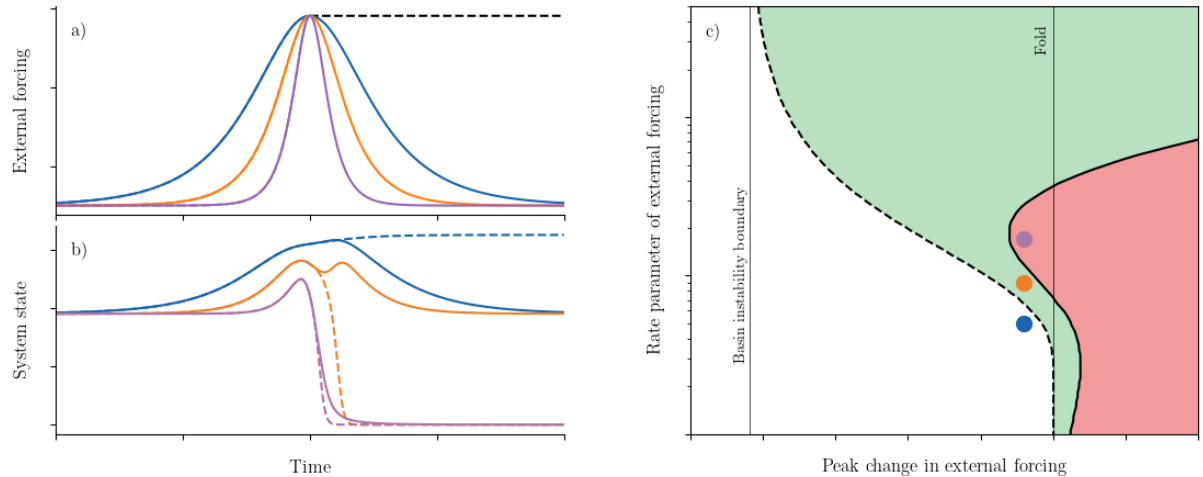 a)
External forcing
b)
System state
Time
c)
Fold
Basin instability boundary
Rate parameter of external forcing
Peak change in external forcing